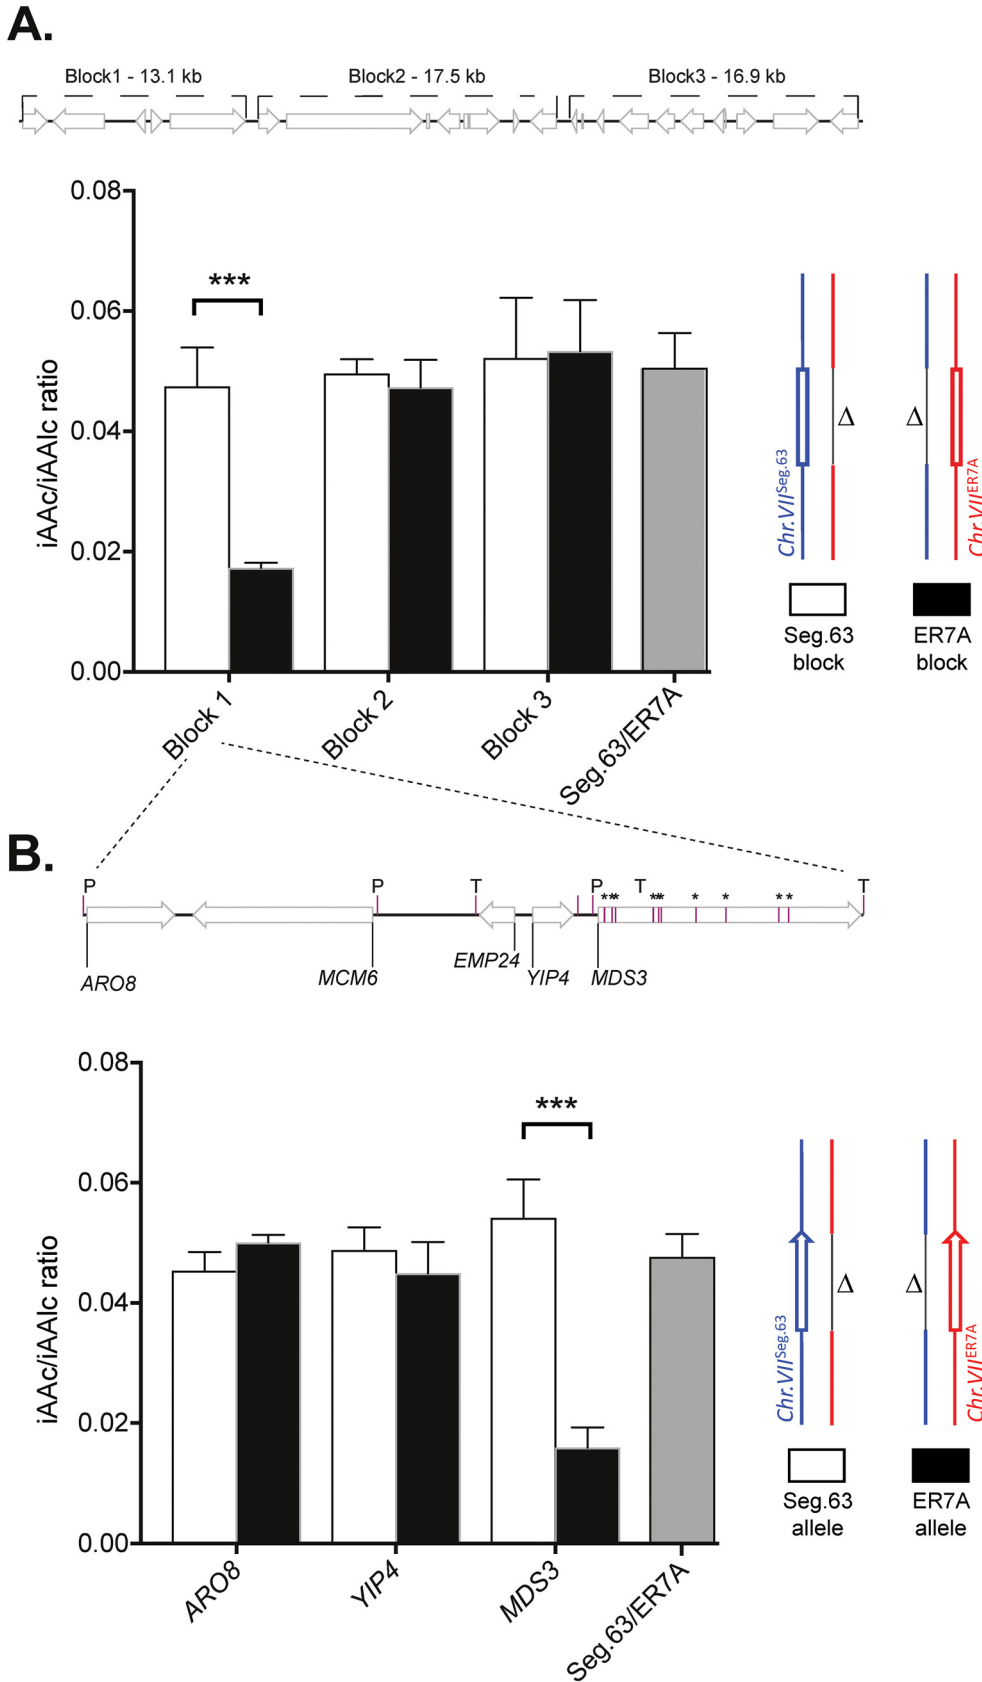 A.
Block1 - 13.1 kb
Block2 - 17.5 kb
Block3 - 16.9 kb
0.08
0.06
0.04
0.02
0.00
iAAc/iAAlc ratio
***
Block 1
Block 2
Block 3
Seg.63/ER7A
Δ
Δ
Chr.VII Seg.63
Chr.VII ER7A
Seg.63
block
ER7A
block
B.
P
P
T
P
T
T
* ** *** * * * *
ARO8
MCM6
EMP24
YIP4
MDS3
0.08
0.06
0.04
0.02
0.00
iAAc/iAAlc ratio
***
ARO8
YIP4
MDS3
Seg.63/ER7A
Δ
Δ
Chr.VII Seg.63
Chr.VII ER7A
Seg.63
allele
ER7A
allele